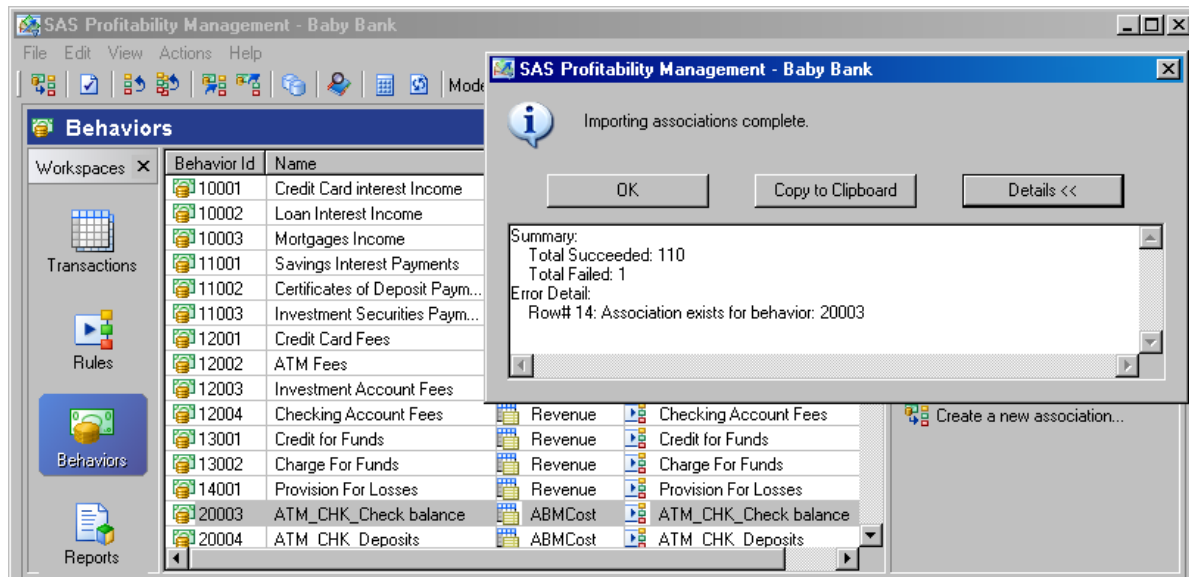 SAS Profitability Management - Baby Bank
File Edit View Actions Help
Mode
SAS Profitability Management - Baby Bank
Importing associations complete.
OK Copy to Clipboard Details <<
Summary:
Total Succeeded: 110
Total Failed: 1
Error Detail:
Row# 14: Association exists for behavior: 20003
Behaviors
Workspaces
Transactions
Rules
Behaviors
Reports
Behavior Id Name
10001 Credit Card interest Income
10002 Loan Interest Income
10003 Mortgages Income
11001 Savings Interest Payments
11002 Certificates of Deposit Paym...
11003 Investment Securities Paym...
12001 Credit Card Fees
12002 ATM Fees
12003 Investment Account Fees
12004 Checking Account Fees Revenue Checking Account Fees
13001 Credit for Funds Revenue Credit for Funds
13002 Charge For Funds Revenue Charge For Funds
14001 Provision For Losses Revenue Provision For Losses
20003 ATM_CHK_Check balance ABMCost ATM_CHK_Check balance
20004 ATM_CHK_Deposits ABMCost ATM_CHK_Deposits
Create a new association...